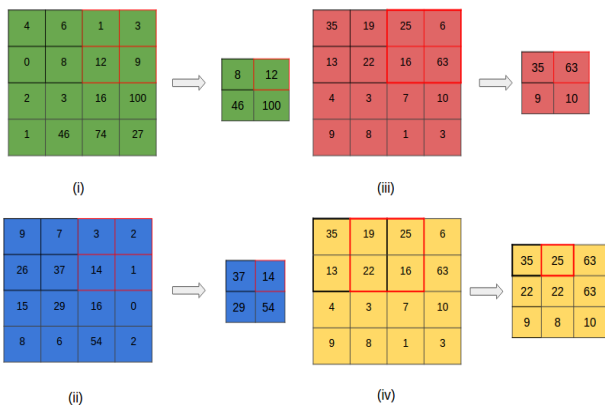 4 6 1 3
0 8 12 9
2 3 16 100
1 46 74 27
8 12
46 100
(i)
35 19 25 6
13 22 16 63
4 3 7 10
9 8 1 3
35 63
9 10
(iii)
9 7 3 2
26 37 14 1
15 29 16 0
8 6 54 2
37 14
29 54
(ii)
35 19 25 6
13 22 16 63
4 3 7 10
9 8 1 3
35 25 63
22 22 63
9 8 10
(iv)